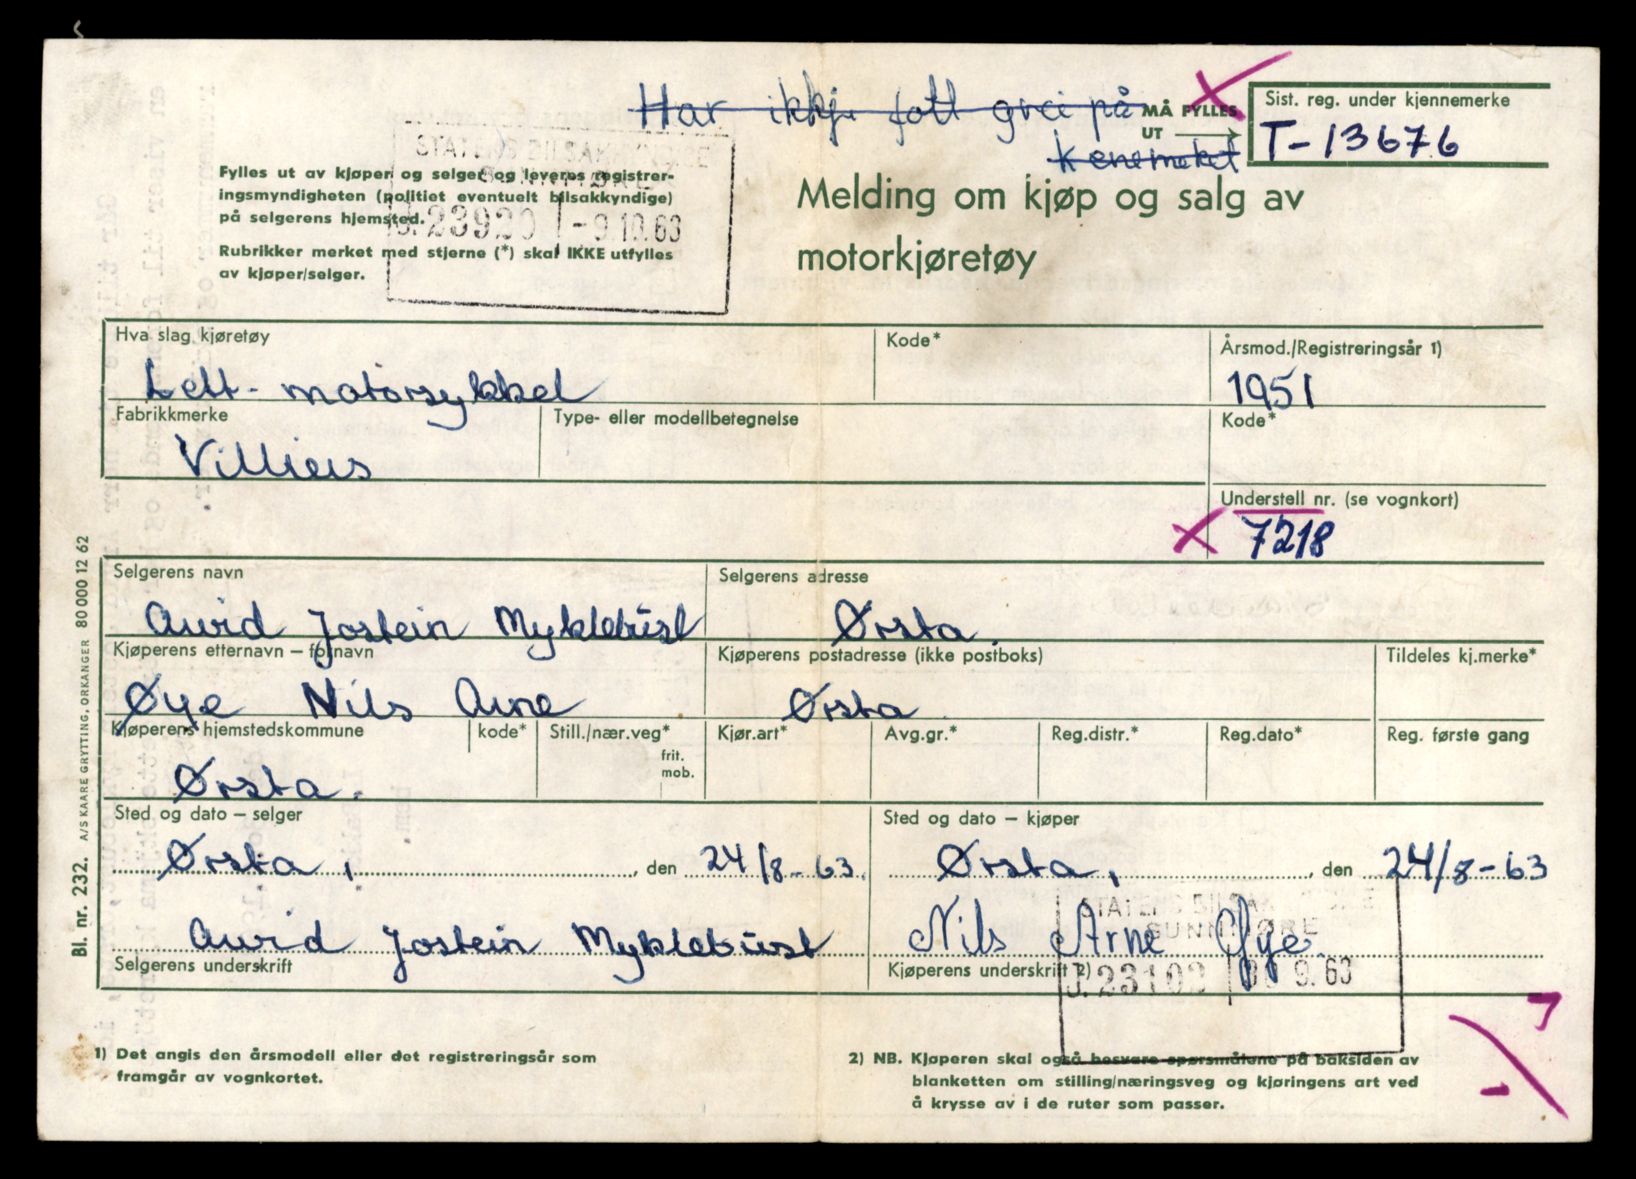 Har ikkje fått grei på
kenemerket
MÅ FYLLES
UT
Sist. reg. under kjennemerke
T-13676
STATENS BILSAKKYNDIGE
SUNNMØRE
J. 23920 - 9.10.63
Fylles ut av kjøper og selger og leveres registrer-
ingsmyndigheten (politiet eventuelt bilsakkyndige)
på selgerens hjemsted.
Rubrikker merket med stjerne (*) skal IKKE utfylles
av kjøper/selger.
Melding om kjøp og salg av
motorkjøretøy
Hva slag kjøretøy
Kode*
Årsmod./Registreringsår 1)
Lett-motorsykkel
1951
Fabrikkmerke
Type- eller modellbetegnelse
Kode*
Villiers
Understell nr. (se vognkort)
7218
Selgerens navn
Selgerens adresse
Arvid Jostein Myklebust
Ørsta.
Kjøperens etternavn – fornavn
Kjøperens postadresse (ikke postboks)
Tildeles kj.merke*
Øye Nils Arne
Ørsta
Kjøperens hjemstedskommune
kode*
Still./nær.veg*
frit.
mob.
Kjør.art*
Avg.gr.*
Reg.distr.*
Reg.dato*
Reg. første gang
Ørsta.
Sted og dato – selger
Sted og dato – kjøper
Ørsta, den 24/8-63.
Ørsta, den 24/8-63
Arvid Jostein Myklebust
Nils Arne Øye.
Selgerens underskrift
Kjøperens underskrift 2)
STATENS BILSAKKYNDIGE
SUNNMØRE
J. 23102 9.63
1) Det angis den årsmodell eller det registreringsår som
framgår av vognkortet.
2) NB. Kjøperen skal også besvare spørsmålene på baksiden av
blanketten om stilling/næringsveg og kjøringens art ved
å krysse av i de ruter som passer.
Bl. nr. 232. A/S KAARE GRYTTING, ORKANGER 80 000 12 62